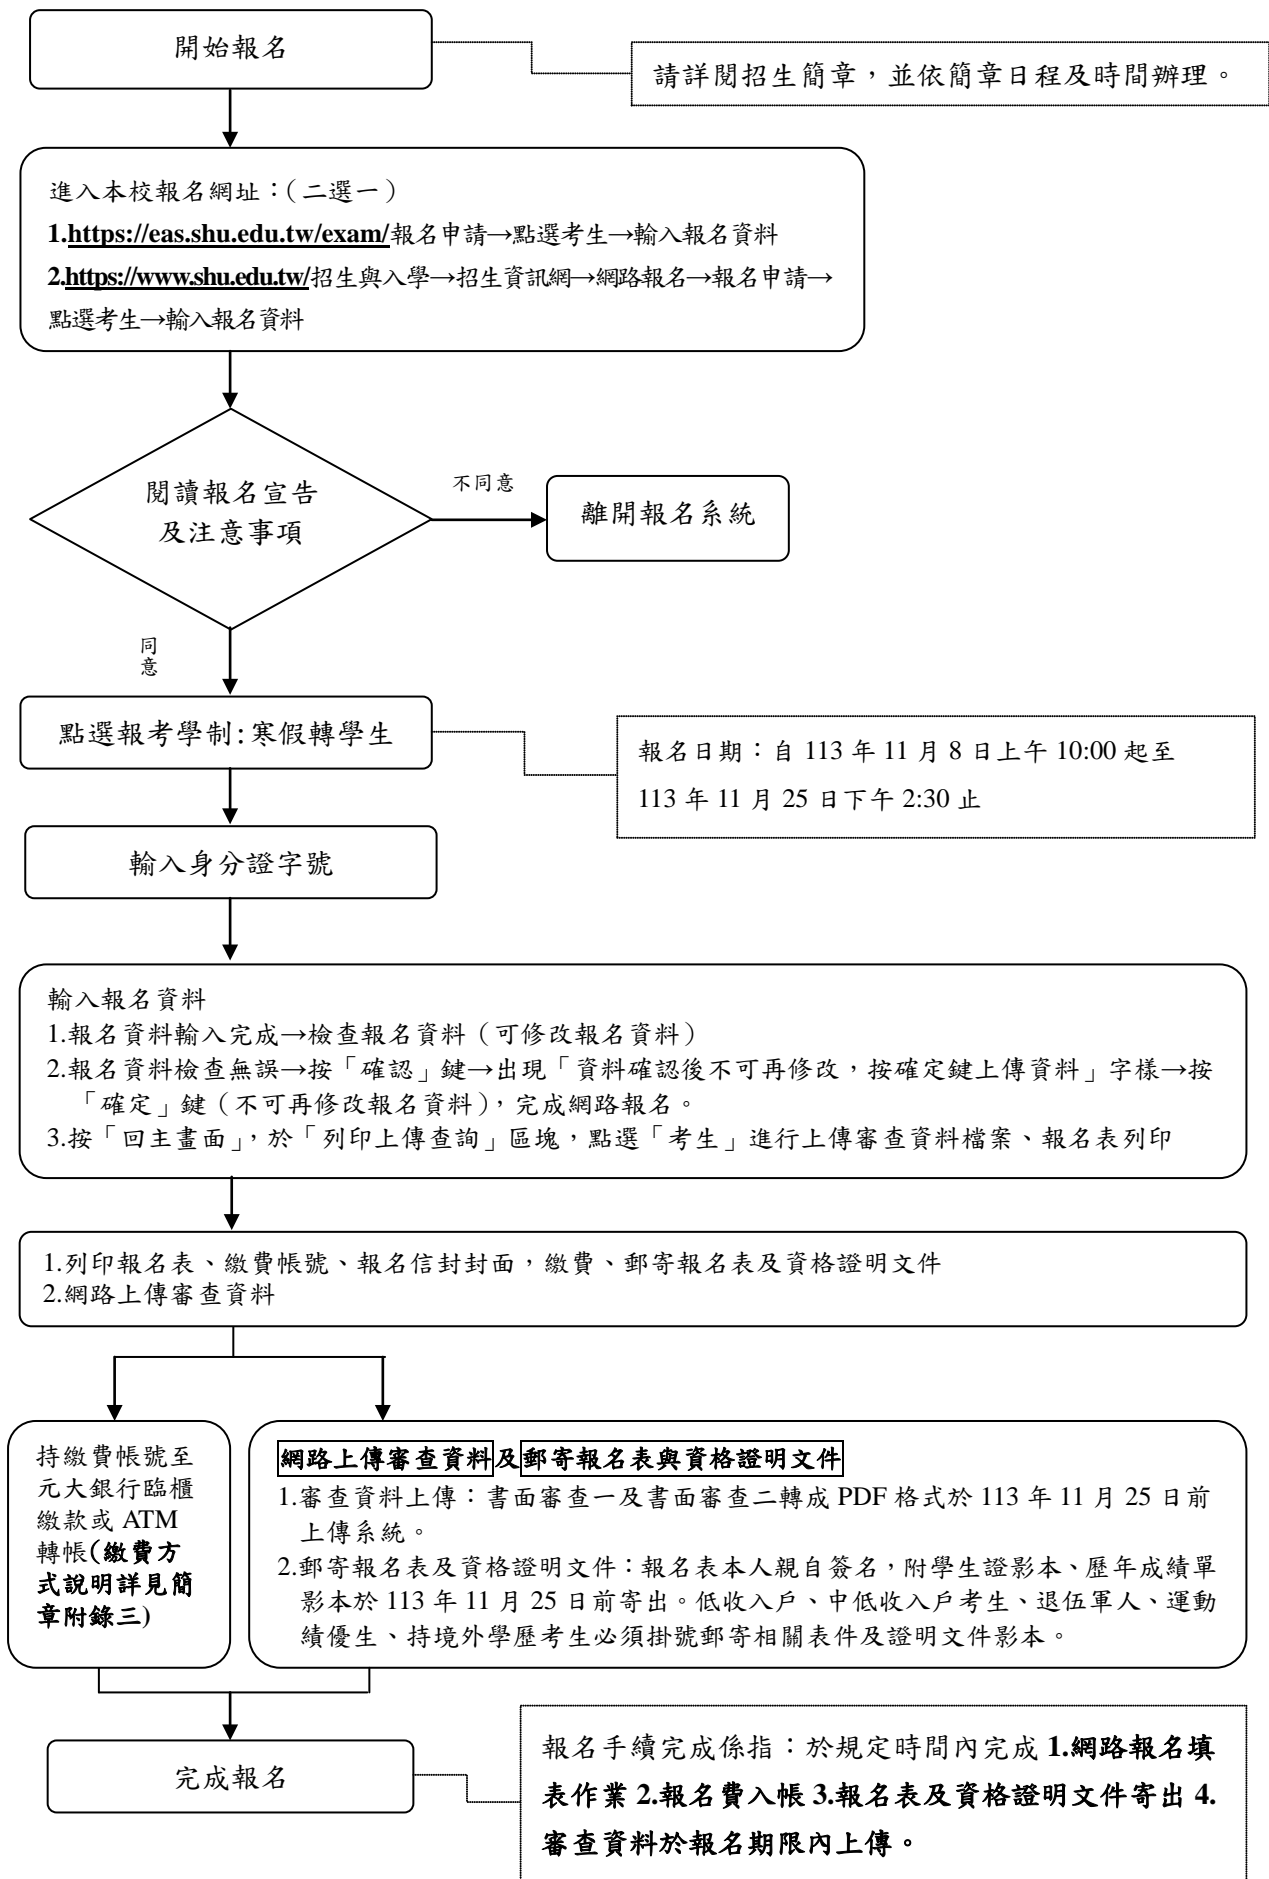 開始報名
請詳閱招生簡章，並依簡章日程及時間辦理。
進入本校報名網址：（二選一）
1.https://eas.shu.edu.tw/exam/報名申請→點選考生→輸入報名資料
2.https://www.shu.edu.tw/招生與入學→招生資訊網→網路報名→報名申請→
點選考生→輸入報名資料
閱讀報名宣告
及注意事項
不同意
離開報名系統
同
意
點選報考學制:寒假轉學生
報名日期：自 113 年 11 月 8 日上午 10:00 起至
113 年 11 月 25 日下午 2:30 止
輸入身分證字號
輸入報名資料
1.報名資料輸入完成→檢查報名資料（可修改報名資料）
2.報名資料檢查無誤→按「確認」鍵→出現「資料確認後不可再修改，按確定鍵上傳資料」字樣→按
「確定」鍵（不可再修改報名資料），完成網路報名。
3.按「回主畫面」，於「列印上傳查詢」區塊，點選「考生」進行上傳審查資料檔案、報名表列印
1.列印報名表、繳費帳號、報名信封封面，繳費、郵寄報名表及資格證明文件
2.網路上傳審查資料
持繳費帳號至
元大銀行臨櫃
繳款或 ATM
轉帳(繳費方
式說明詳見簡
章附錄三)
網路上傳審查資料及郵寄報名表與資格證明文件
1.審查資料上傳：書面審查一及書面審查二轉成 PDF 格式於 113 年 11 月 25 日前
上傳系統。
2.郵寄報名表及資格證明文件：報名表本人親自簽名，附學生證影本、歷年成績單
影本於 113 年 11 月 25 日前寄出。低收入戶、中低收入戶考生、退伍軍人、運動
績優生、持境外學歷考生必須掛號郵寄相關表件及證明文件影本。
完成報名
報名手續完成係指：於規定時間內完成 1.網路報名填
表作業 2.報名費入帳 3.報名表及資格證明文件寄出 4.
審查資料於報名期限內上傳。